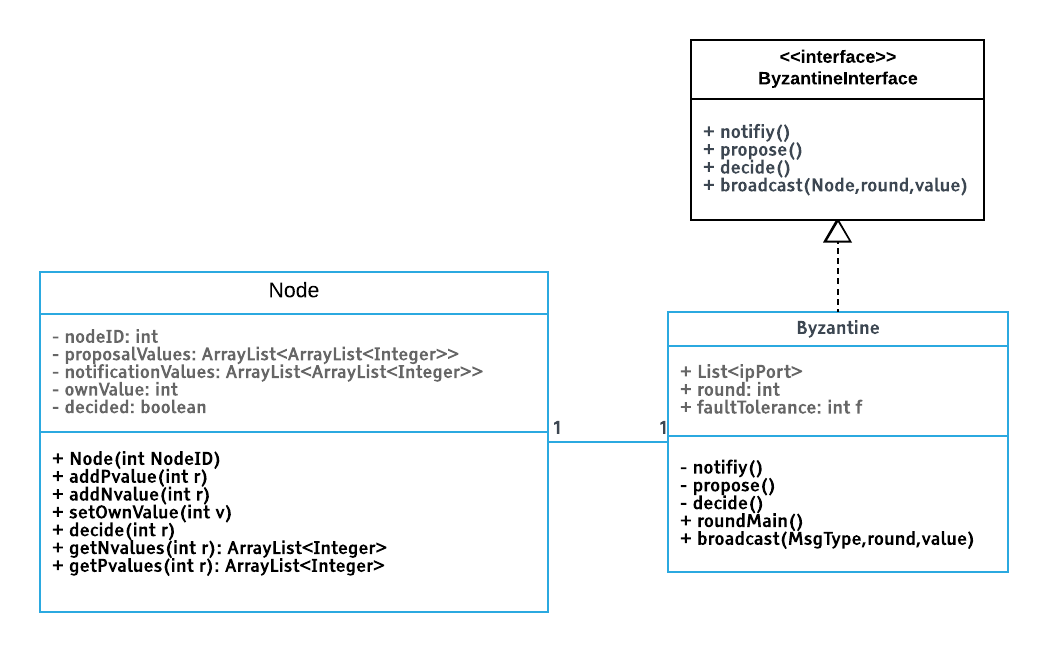 <<interface>>
ByzantineInterface
+ notifiy()
+ propose()
+ decide()
+ broadcast(Node,round,value)
Node
- nodeID: int
- proposalValues: ArrayList<ArrayList<Integer>>
- notificationValues: ArrayList<ArrayList<Integer>>
- ownValue: int
- decided: boolean
+ Node(int NodeID)
+ addPvalue(int r)
+ addNvalue(int r)
+ setOwnValue(int v)
+ decide(int r)
+ getNvalues(int r): ArrayList<Integer>
+ getPvalues(int r): ArrayList<Integer>
1
1
Byzantine
+ List<ipPort>
+ round: int
+ faultTolerance: int f
- notifiy()
- propose()
- decide()
+ roundMain()
+ broadcast(MsgType,round,value)